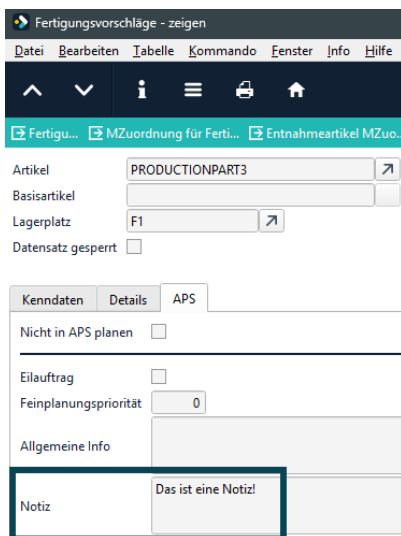 Fertigungsvorschläge - zeigen
Datei Bearbeiten Tabelle Kommando Fenster Info Hilfe
Fertigu... MZuordnung für Ferti... Entnahmeartikel MZuo..
Artikel PRODUCTIONPART3
Basisartikel
Lagerplatz F1
Datensatz gesperrt
Kenndaten Details APS
Nicht in APS planen
Eilauftrag
Feinplanungspriorität 0
Allgemeine Info
Notiz Das ist eine Notiz!